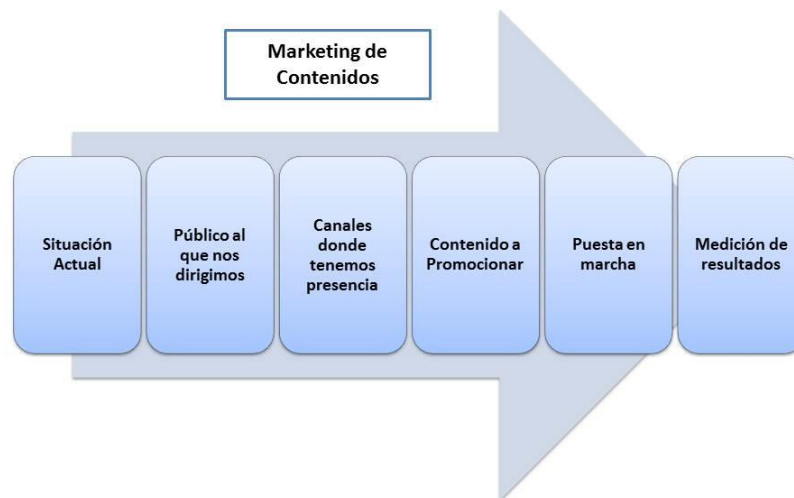 Marketing de
Contenidos
Situación
Actual
Público al
que nos
dirigimos
Canales
donde
tenemos
presencia
Contenido a
Promocionar
Puesta en
marcha
Medición de
resultados